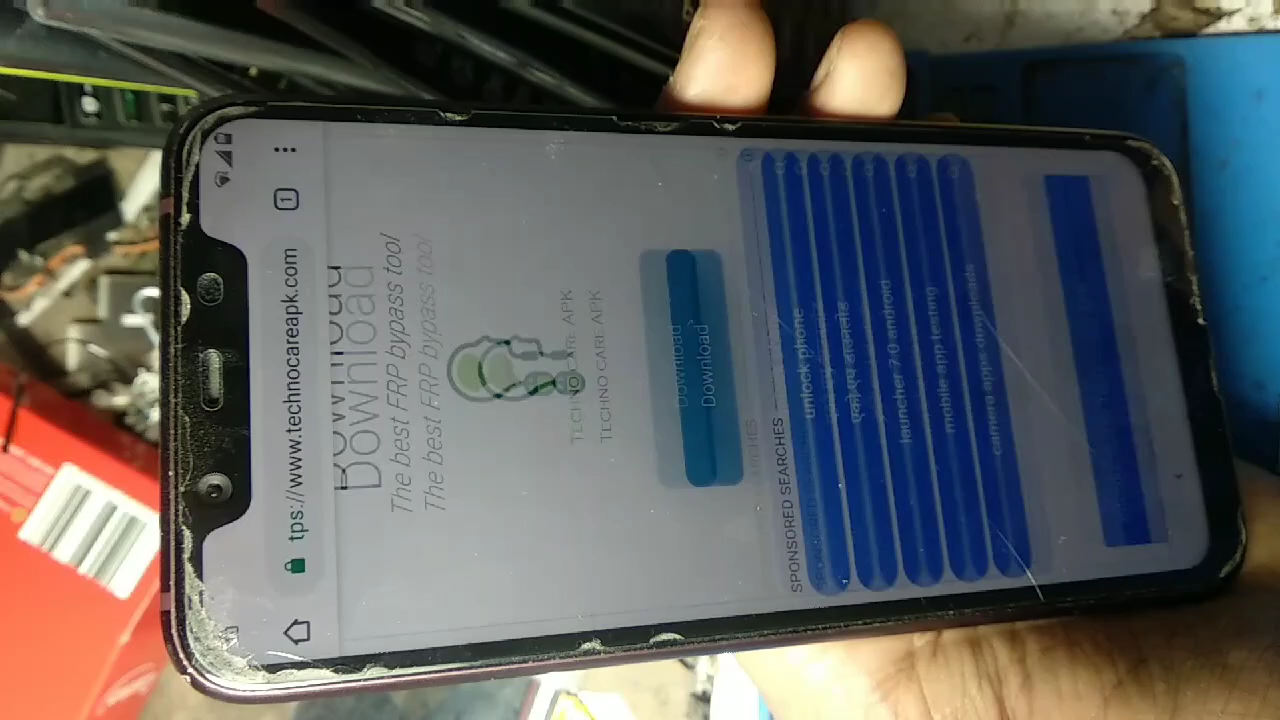 1
tps://www.technocareapk.com
Download
Download
The best FRP bypass tool
The best FRP bypass tool
TECHNO CARE APK
TECHNO CARE APK
Download
Download
SPONSORED SEARCHES
unlock phone
launcher 7.0 android
mobile app testing
camera apps downloads